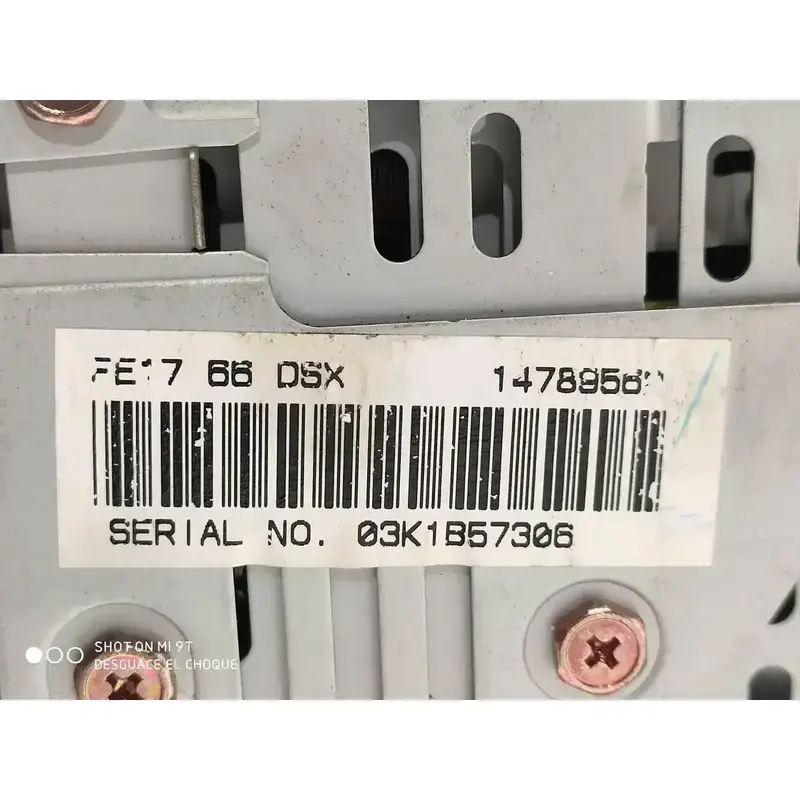 FE17 66 DSX
SERIAL NO. 03K1B57306
SHOT ON MI 9T
DESGUACE EL CHOQUE